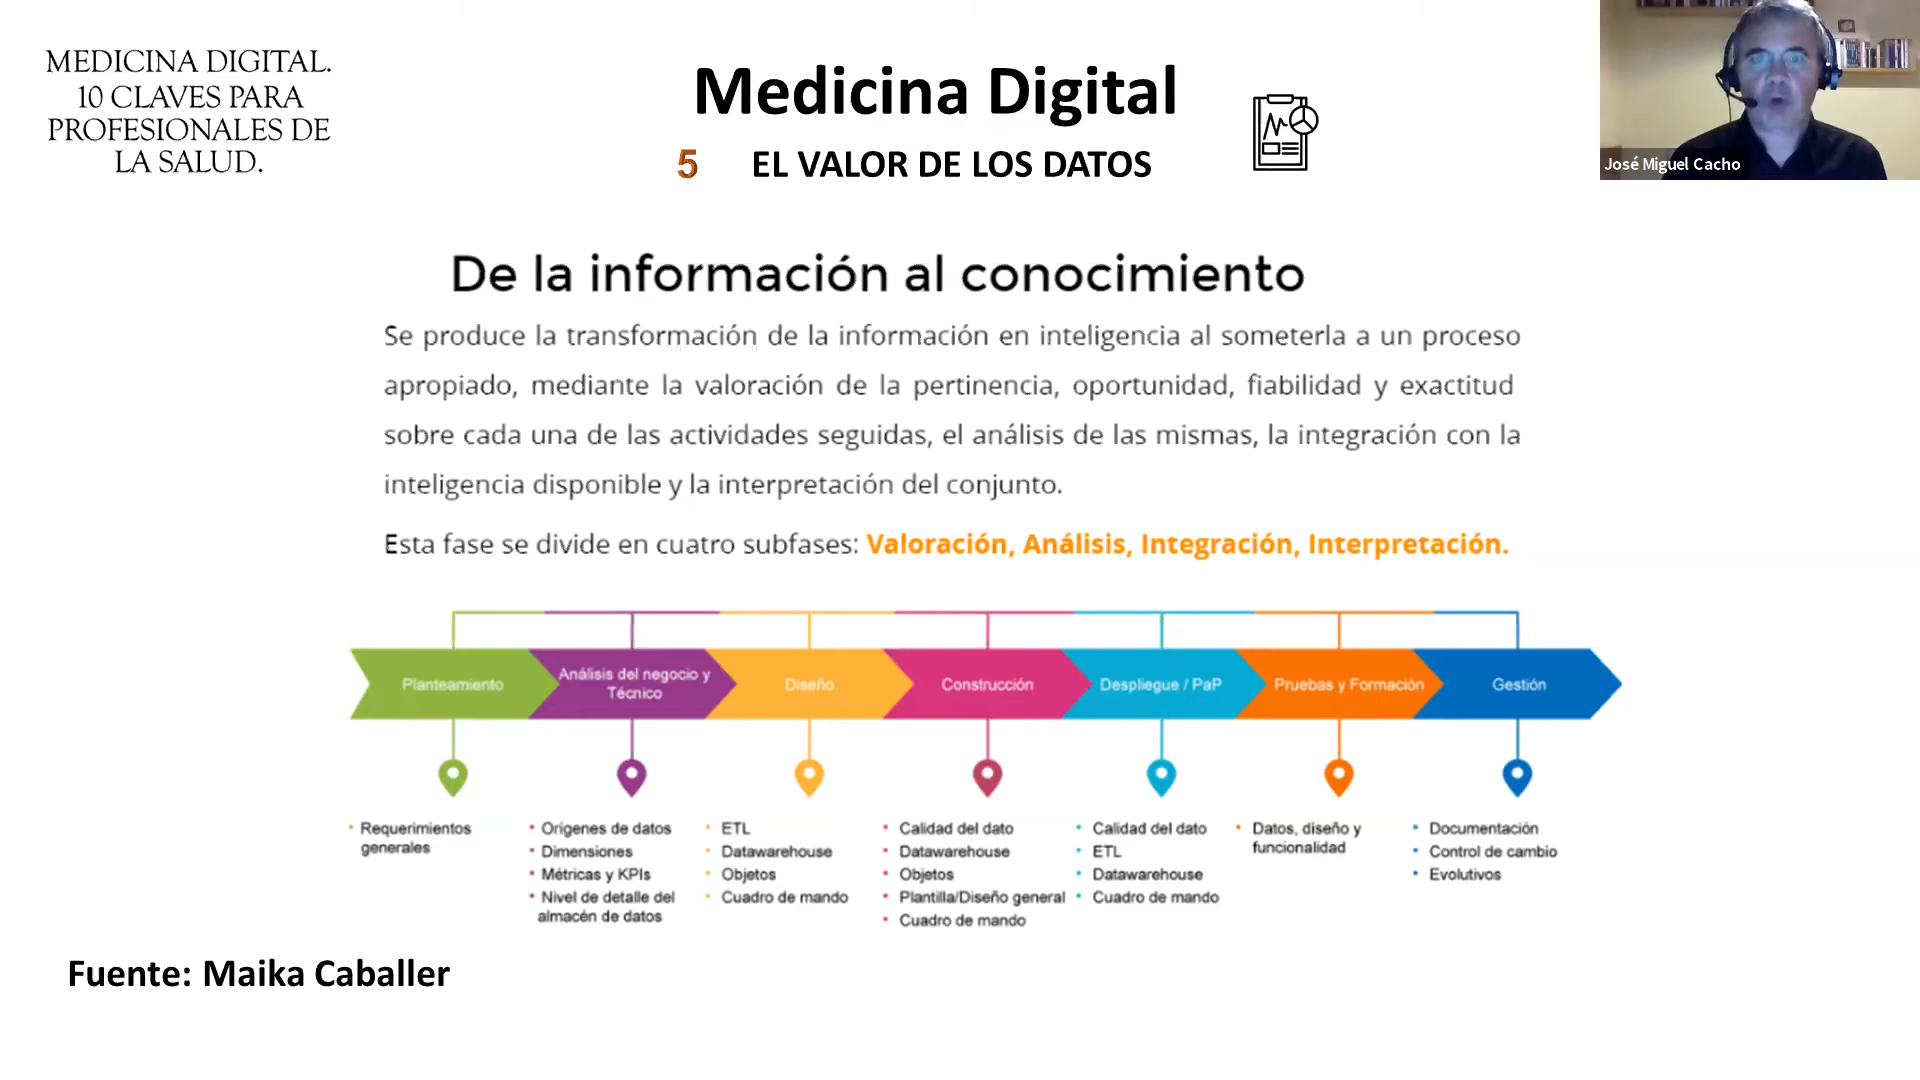 MEDICINA DIGITAL.
10 CLAVES PARA
PROFESIONALES DE
LA SALUD.
Medicina Digital
5 EL VALOR DE LOS DATOS
José Miguel Cacho
De la información al conocimiento
Se produce la transformación de la información en inteligencia al someterla a un proceso
apropiado, mediante la valoración de la pertinencia, oportunidad, fiabilidad y exactitud
sobre cada una de las actividades seguidas, el análisis de las mismas, la integración con la
inteligencia disponible y la interpretación del conjunto.
Esta fase se divide en cuatro subfases: Valoración, Análisis, Integración, Interpretación.
Planteamiento
Análisis del negocio y
Técnico
Diseño
Construcción
Despliegue / PaP
Pruebas y Formación
Gestión
• Requerimientos
generales
• Orígenes de datos
• Dimensiones
• Métricas y KPIs
• Nivel de detalle del
almacén de datos
• ETL
• Datawarehouse
• Objetos
• Cuadro de mando
• Calidad del dato
• Datawarehouse
• Objetos
• Plantilla/Diseño general
• Cuadro de mando
• Calidad del dato
• ETL
• Datawarehouse
• Cuadro de mando
• Datos, diseño y
funcionalidad
• Documentación
• Control de cambio
• Evolutivos
Fuente: Maika Caballer